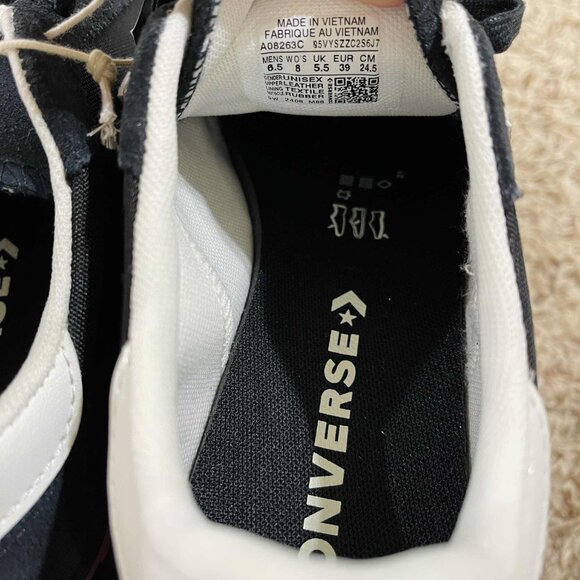 MADE IN VIETNAM
FABRIQUE AU VIETNAM
A08263C 95VYSZZC2S6J7
MENS WO'S UK EUR CM
6.5 8 5.5 39 24.5
GENDER UNISEX
UPPER LEATHER
LINING TEXTILE
RUBBER
CONVERSE